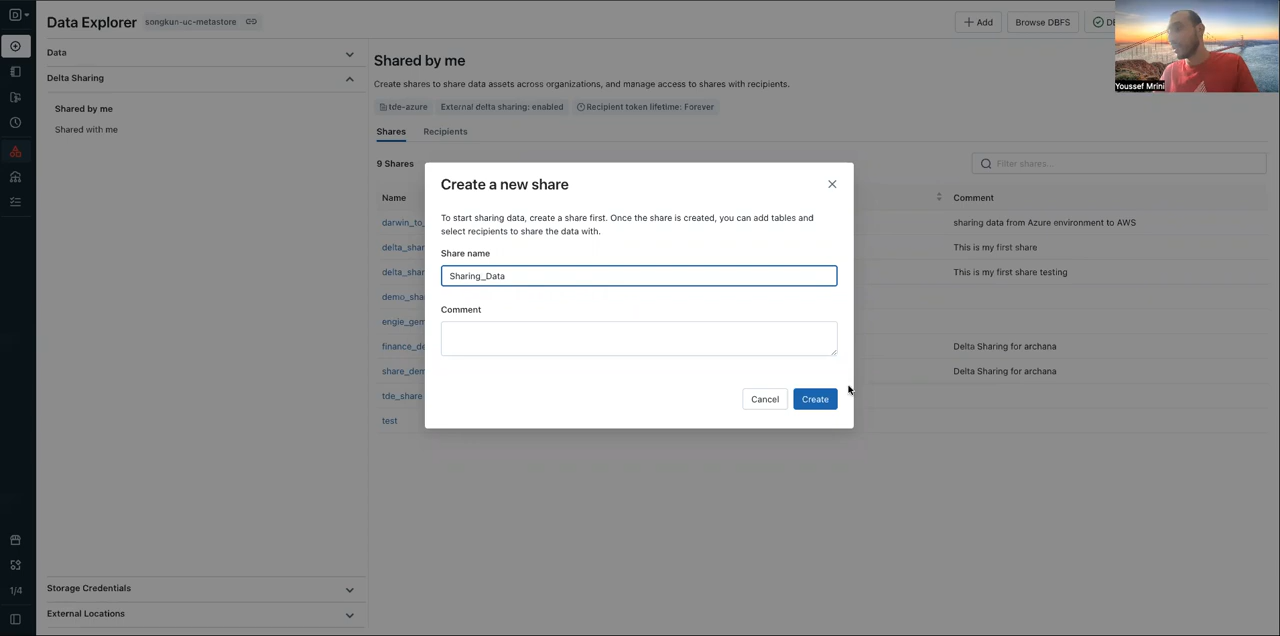 Data Explorer songkun-uc-metastore
Add Browse DBFS
Youssef Mrini
Data
Delta Sharing
Shared by me
Shared with me
Storage Credentials
External Locations
1/4
Shared by me
Create shares to share data assets across organizations, and manage access to shares with recipients.
tde-azure External delta sharing: enabled Recipient token lifetime: Forever
Shares Recipients
9 Shares Filter shares...
Name Comment
darwin_to_ sharing data from Azure environment to AWS
delta_shar This is my first share
delta_shar This is my first share testing
demo_sha
engie_gem
finance_de Delta Sharing for archana
share_dem Delta Sharing for archana
tde_share
test
Create a new share
To start sharing data, create a share first. Once the share is created, you can add tables and
select recipients to share the data with.
Share name
Sharing_Data
Comment
Cancel Create